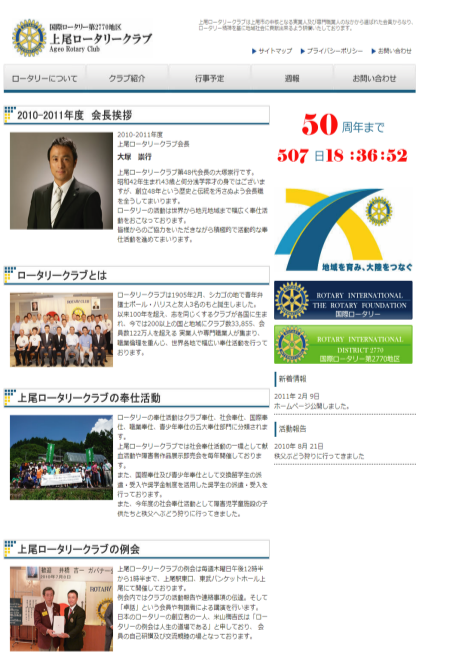 国際ロータリー第2770地区
上尾ロータリークラブ
Ageo Rotary Club
上尾ロータリークラブは上尾市の中核となる実業人及び専門職業人のなかから選ばれた会員からなり、
ロータリー精神を基に地域社会に貢献出来るよう活動いたしております。
サイトマップ プライバシーポリシー お問い合わせ
ロータリーについて クラブ紹介 行事予定 週報 お問い合わせ
2010-2011年度 会長挨拶
2010-2011年度
上尾ロータリークラブ会長
大塚 崇行
上尾ロータリークラブ第48代会長の大塚崇行です。
昭和42年生まれ43歳と何分浅学菲才の身ではございま
すが、創立48年という歴史と伝統を汚さぬよう会長職
を全うしてまいります。
ロータリーの活動は世界から地元地域まで幅広く奉仕活
動をおこなっております。
皆様からのご協力をいただきながら積極的で活動的な奉
仕活動を進めてまいります。
ロータリークラブとは
ロータリークラブは1905年2月、シカゴの地で青年弁
護士ポール・ハリスと友人3名のもと誕生しました。
以来100年を超え、志を同じくするクラブが各国に生ま
れ、今では200以上の国と地域にクラブ数33,855、会
員数122万人を超える 実業人や専門職業人が集まり、
職業倫理を重んじ、世界各地で幅広い奉仕活動を行って
おります。
上尾ロータリークラブの奉仕活動
ロータリーの奉仕活動はクラブ奉仕、社会奉仕、国際奉
仕、職業奉仕、青少年奉仕の五大奉仕部門に分類されま
す。
上尾ロータリークラブでは社会奉仕活動の一環として献
血活動や障害者作品展示即売会を毎年開催しておりま
す。
また、国際奉仕及び青少年奉仕として交換留学生の派
遣・受入や奨学金制度を活用した奨学生の派遣・受入を
行っております。
また、今年度の社会奉仕活動として障害児学童施設の子
供たちと秩父へぶどう狩りに行ってきました。
上尾ロータリークラブの例会
上尾ロータリークラブの例会は毎週木曜日午後12時半
から1時半まで、上尾駅東口、東武バンケットホール上
尾にて開催しております。
例会内ではクラブの活動報告や連絡事項の伝達。そして
「卓話」という会員や有識者による講演を行います。
日本のロータリーの創立者の一人、米山梅吉氏は「ロー
タリーの例会は人生の道場である」と申しており、 会
員の自己研鑽及び交流親睦の場となっております。
50 周年まで
507 日 18 :36:52
地域を育み、大陸をつなぐ
ROTARY INTERNATIONAL
THE ROTARY FOUNDATION
国際ロータリー
ROTARY INTERNATIONAL
DISTRICT 2770
国際ロータリー第2770地区
新着情報
2011年 2月 9日
ホームページ公開しました。
活動報告
2010年 8月 21日
秩父ぶどう狩りに行ってきました